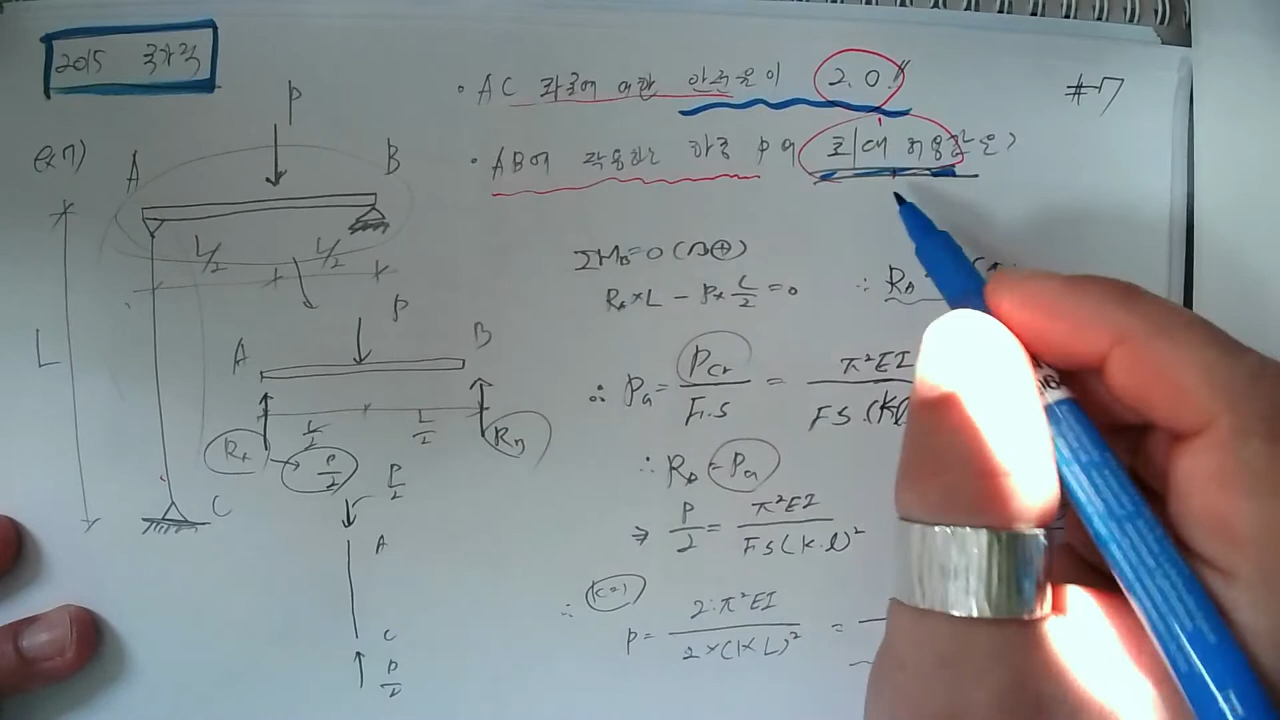 2015 국가직
#7
ex 7)
P
A
B
L/2 L/2
L
C
P
A
B
L/2 L/2
R_A → P/2
R_B
P/2
A
C
P/2
· AC 좌굴에 대한 안전율이 2.0
· AB에 작용하는 하중 P의 최대 허용값은?
ΣM_B=0 (⊕)
R_A×L - P×L/2=0
∴ P_a = P_cr/F.S = π²EI/FS.(k
∴ R_A=P_a
⇒ P/2 = π²EI/FS(k.l)²
∴ k=1
P = 2·π²EI/2×(1×L)² =